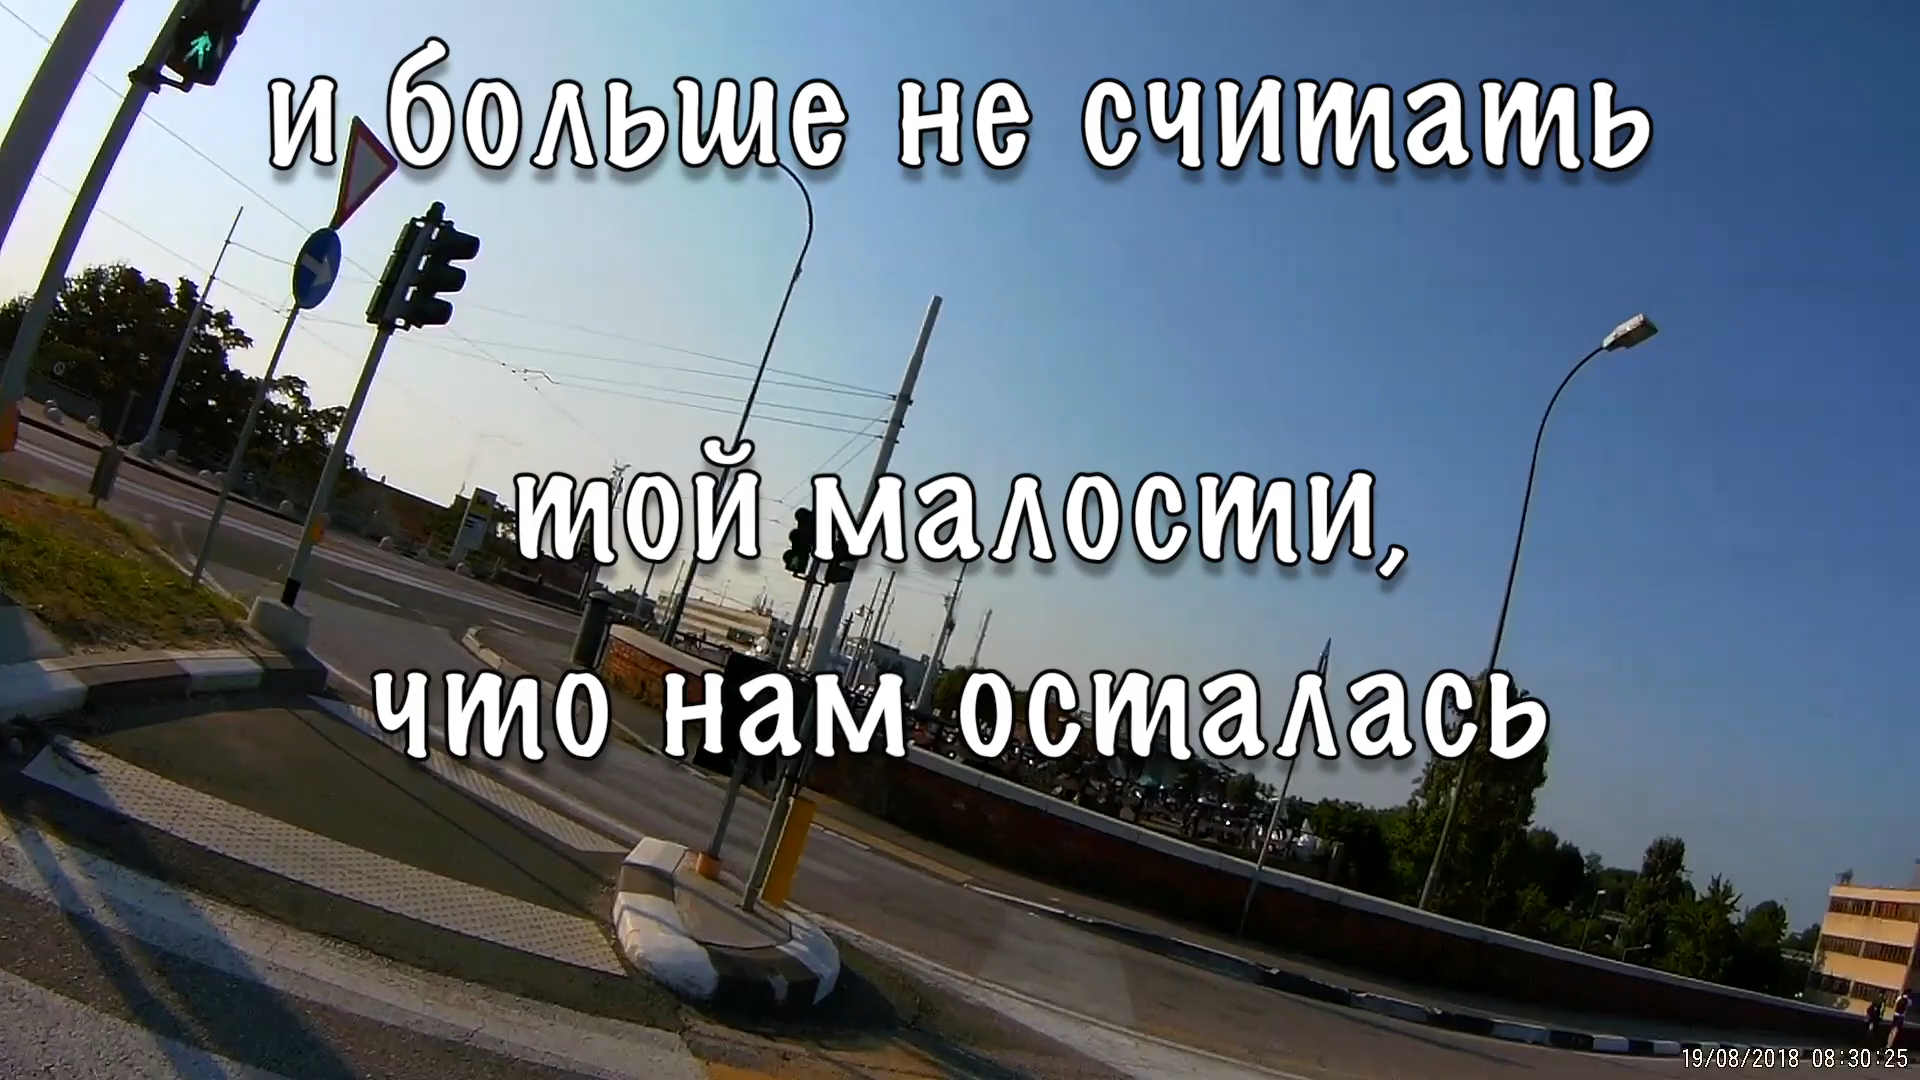 и больше не считать
той малости,
что нам осталась
19/08/2018 08:30:25